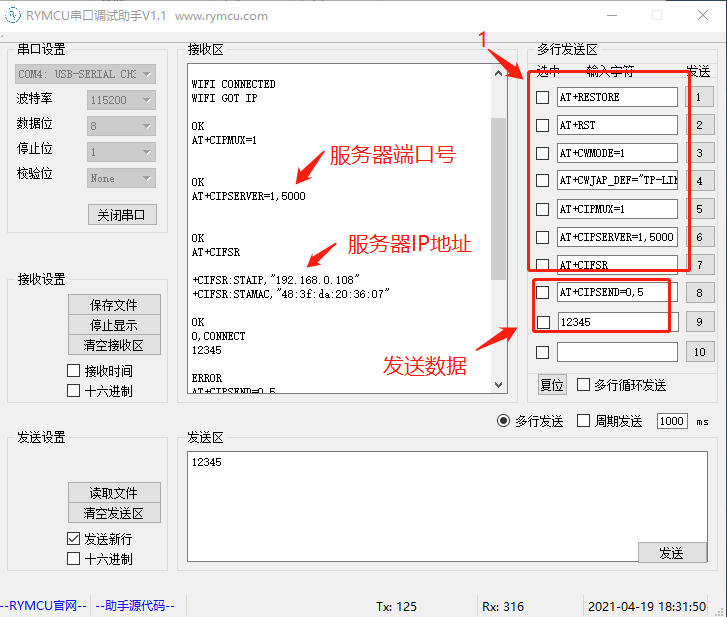 RYMCU串口调试助手V1.1 www.rymcu.com
串口设置
COM4: USB-SERIAL CH3
波特率 115200
数据位 8
停止位 1
校验位 None
关闭串口
接收设置
保存文件
停止显示
清空接收区
接收时间
十六进制
发送设置
读取文件
清空发送区
发送新行
十六进制
接收区
WIFI CONNECTED
WIFI GOT IP
OK
AT+CIPMUX=1
服务器端口号
OK
AT+CIPSERVER=1,5000
OK
AT+CIFSR
服务器IP地址
+CIFSR:STAIP,"192.168.0.108"
+CIFSR:STAMAC,"48:3f:da:20:36:07"
OK
0,CONNECT
12345
发送数据
ERROR
AT+CIPSEND=0,5
1
多行发送区
选中 输入字符 发送
AT+RESTORE 1
AT+RST 2
AT+CWMODE=1 3
AT+CWJAP_DEF="TP-LIN 4
AT+CIPMUX=1 5
AT+CIPSERVER=1,5000 6
AT+CIFSR 7
AT+CIPSEND=0,5 8
12345 9
10
复位 多行循环发送
多行发送 周期发送 1000 ms
发送区
12345
发送
--RYMCU官网-- --助手源代码-- Tx: 125 Rx: 316 2021-04-19 18:31:50